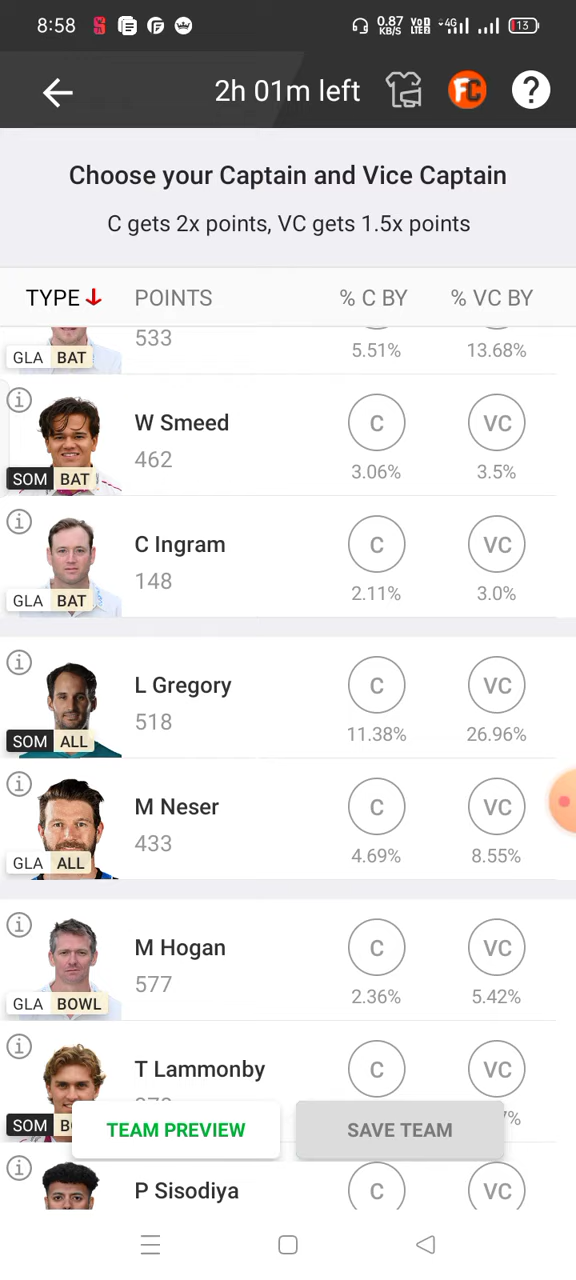 8:58 0.87 KB/S VoD LTE2 4G 13
2h 01m left FC ?
Choose your Captain and Vice Captain
C gets 2x points, VC gets 1.5x points
TYPE POINTS % C BY % VC BY
533
GLA BAT 5.51% 13.68%
i
W Smeed C VC
462
SOM BAT 3.06% 3.5%
i
C Ingram C VC
148
GLA BAT 2.11% 3.0%
i
L Gregory C VC
518
SOM ALL 11.38% 26.96%
i
M Neser C VC
433
GLA ALL 4.69% 8.55%
i
M Hogan C VC
577
GLA BOWL 2.36% 5.42%
i
T Lammonby C VC
SOM
TEAM PREVIEW SAVE TEAM
i
P Sisodiya C VC